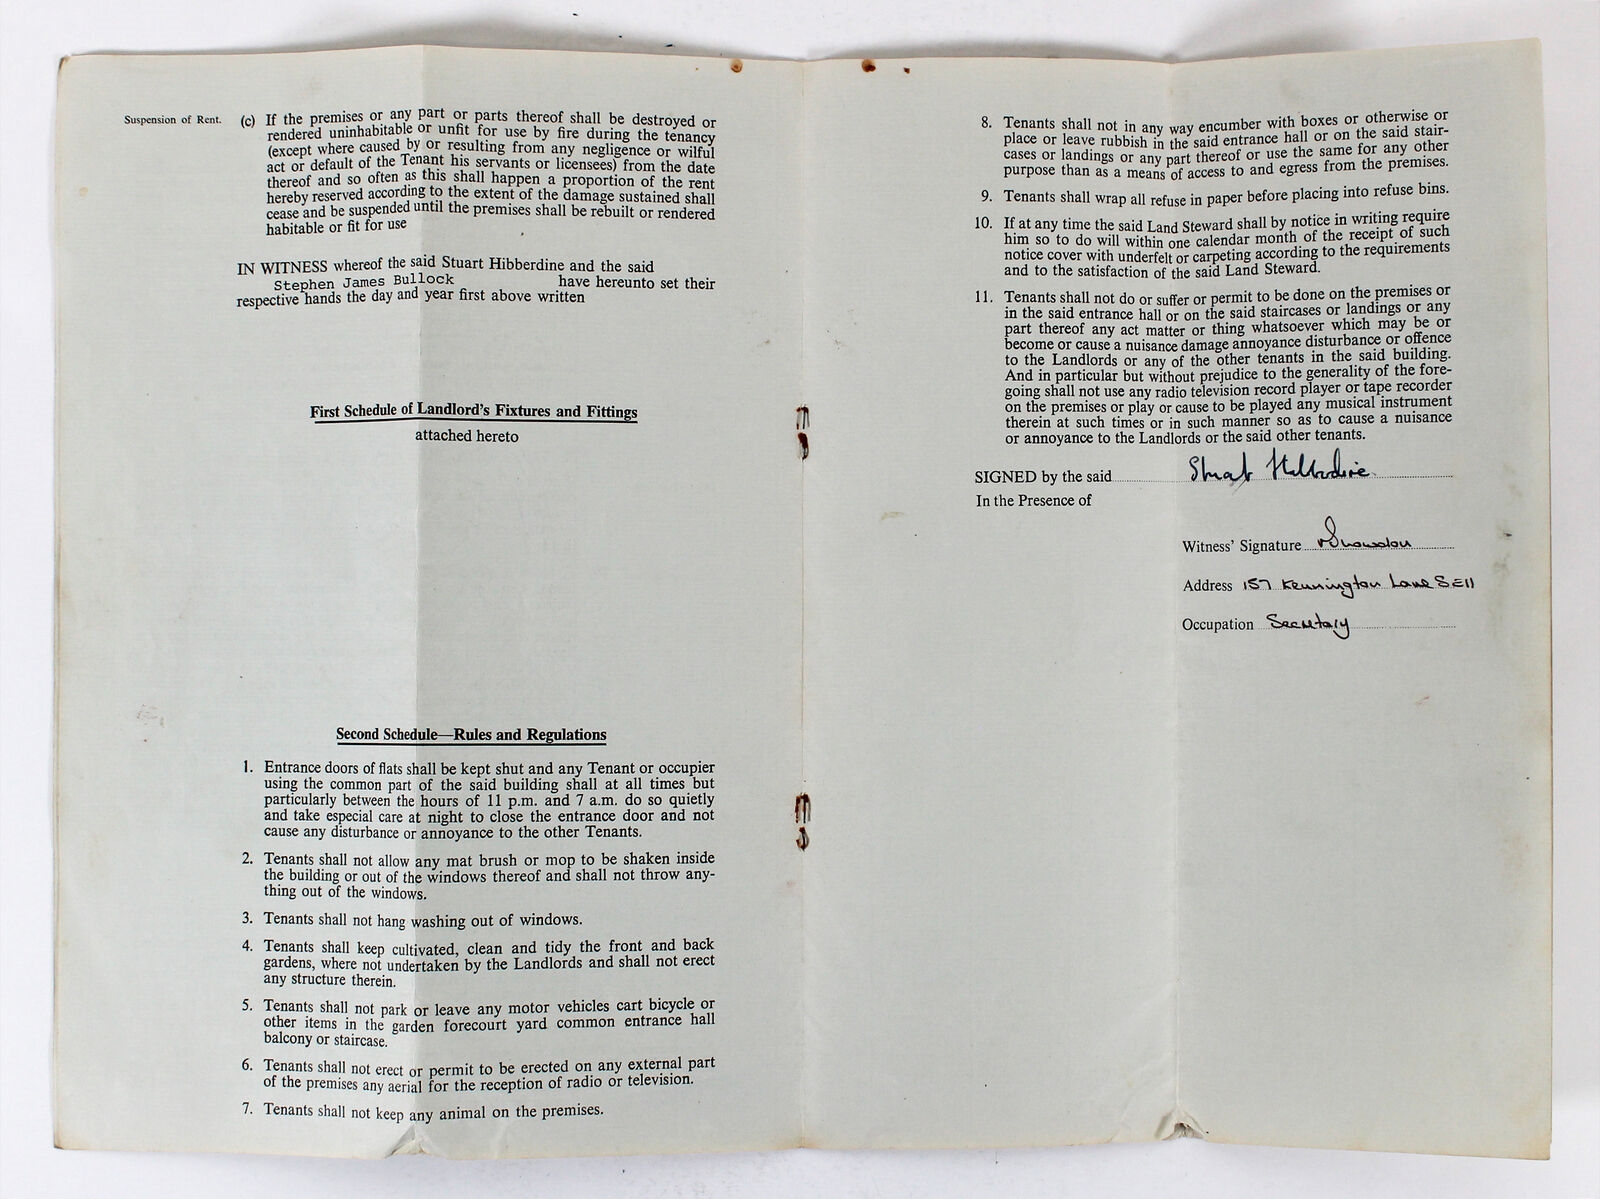 Suspension of Rent.
(c) If the premises or any part or parts thereof shall be destroyed or
rendered uninhabitable or unfit for use by fire during the tenancy
(except where caused by or resulting from any negligence or wilful
act or default of the Tenant his servants or licensees) from the date
thereof and so often as this shall happen a proportion of the rent
hereby reserved according to the extent of the damage sustained shall
cease and be suspended until the premises shall be rebuilt or rendered
habitable or fit for use
IN WITNESS whereof the said Stuart Hibberdine and the said
Stephen James Bullock have hereunto set their
respective hands the day and year first above written
First Schedule of Landlord's Fixtures and Fittings
attached hereto
Second Schedule—Rules and Regulations
1. Entrance doors of flats shall be kept shut and any Tenant or occupier
using the common part of the said building shall at all times but
particularly between the hours of 11 p.m. and 7 a.m. do so quietly
and take especial care at night to close the entrance door and not
cause any disturbance or annoyance to the other Tenants.
2. Tenants shall not allow any mat brush or mop to be shaken inside
the building or out of the windows thereof and shall not throw any-
thing out of the windows.
3. Tenants shall not hang washing out of windows.
4. Tenants shall keep cultivated, clean and tidy the front and back
gardens, where not undertaken by the Landlords and shall not erect
any structure therein.
5. Tenants shall not park or leave any motor vehicles cart bicycle or
other items in the garden forecourt yard common entrance hall
balcony or staircase.
6. Tenants shall not erect or permit to be erected on any external part
of the premises any aerial for the reception of radio or television.
7. Tenants shall not keep any animal on the premises.
8. Tenants shall not in any way encumber with boxes or otherwise or
place or leave rubbish in the said entrance hall or on the said stair-
cases or landings or any part thereof or use the same for any other
purpose than as a means of access to and egress from the premises.
9. Tenants shall wrap all refuse in paper before placing into refuse bins.
10. If at any time the said Land Steward shall by notice in writing require
him so to do will within one calendar month of the receipt of such
notice cover with underfelt or carpeting according to the requirements
and to the satisfaction of the said Land Steward.
11. Tenants shall not do or suffer or permit to be done on the premises or
in the said entrance hall or on the said staircases or landings or any
part thereof any act matter or thing whatsoever which may be or
become or cause a nuisance damage annoyance disturbance or offence
to the Landlords or any of the other tenants in the said building.
And in particular but without prejudice to the generality of the fore-
going shall not use any radio television record player or tape recorder
on the premises or play or cause to be played any musical instrument
therein at such times or in such manner so as to cause a nuisance
or annoyance to the Landlords or the said other tenants.
SIGNED by the said Stuart Hibberdine
In the Presence of
Witness' Signature
Address 157 Kennington Lane SE11
Occupation Secretary